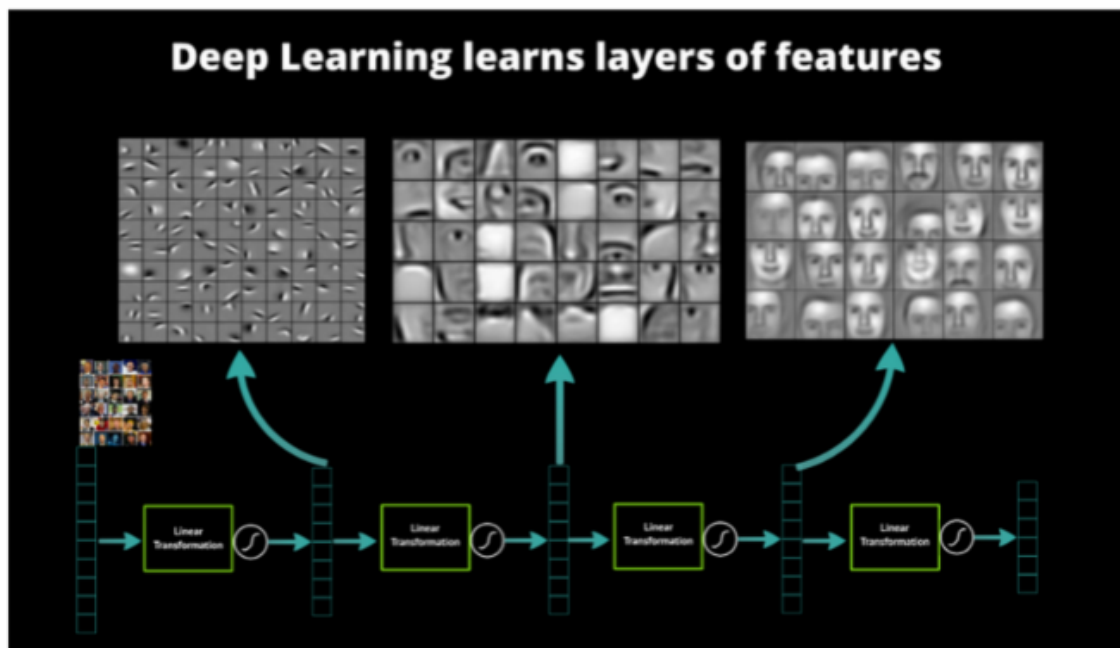 Deep Learning learns layers of features
Linear
Transformation
Linear
Transformation
Linear
Transformation
Linear
Transformation